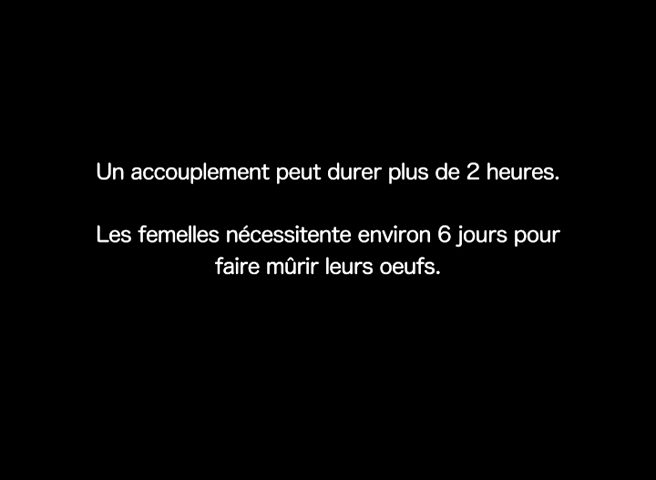 Un accouplement peut durer plus de 2 heures.
Les femelles nécessitente environ 6 jours pour
faire mûrir leurs oeufs.